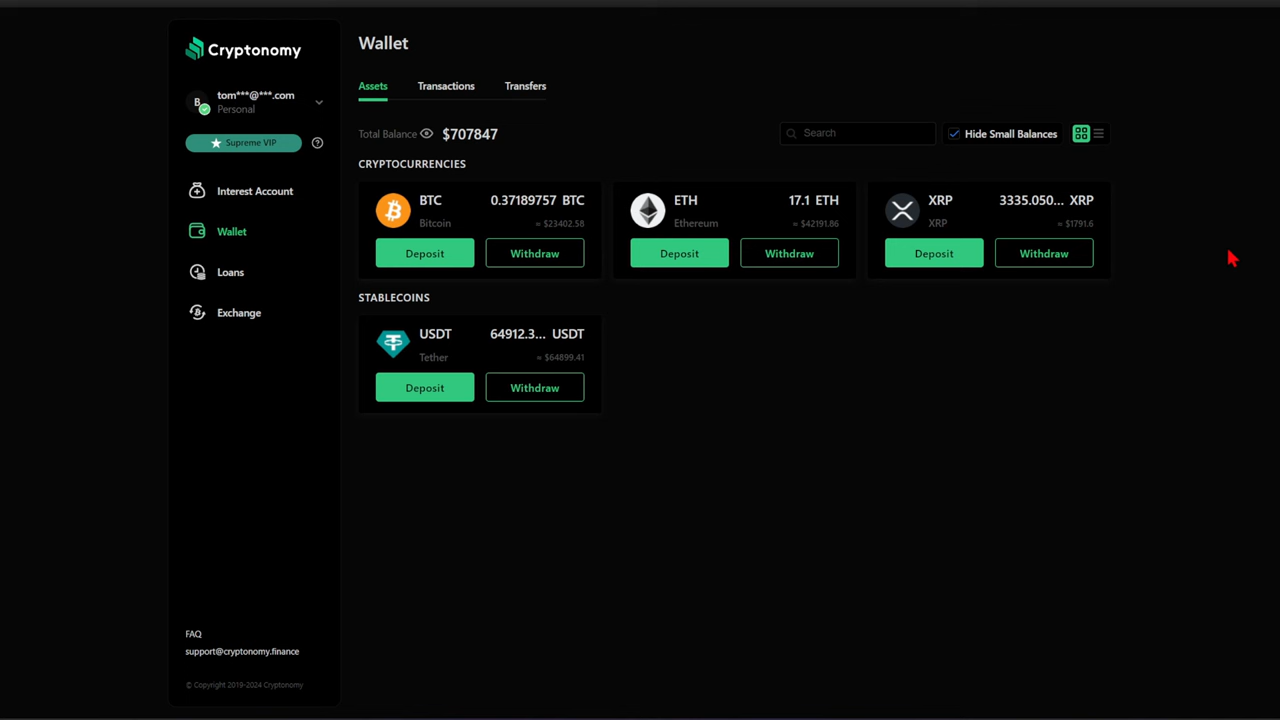 Cryptonomy
B
tom***@***.com
Personal
Supreme VIP
Interest Account
Wallet
Loans
Exchange
FAQ
support@cryptonomy.finance
© Copyright 2019-2024 Cryptonomy
Wallet
Assets Transactions Transfers
Total Balance $707847
Search
Hide Small Balances
CRYPTOCURRENCIES
BTC 0.37189757 BTC
Bitcoin ≈ $23402.58
Deposit Withdraw
ETH 17.1 ETH
Ethereum ≈ $42191.86
Deposit Withdraw
XRP 3335.050... XRP
XRP ≈ $1791.6
Deposit Withdraw
STABLECOINS
USDT 64912.3... USDT
Tether ≈ $64899.41
Deposit Withdraw